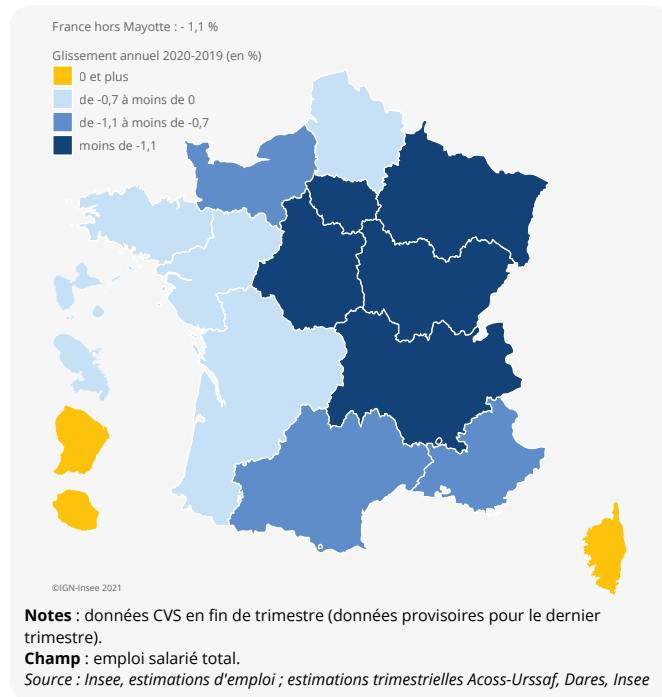 France hors Mayotte : - 1,1 %
Glissement annuel 2020-2019 (en %)
0 et plus
de -0,7 à moins de 0
de -1,1 à moins de -0,7
moins de -1,1
©IGN-Insee 2021
Notes : données CVS en fin de trimestre (données provisoires pour le dernier
trimestre).
Champ : emploi salarié total.
Source : Insee, estimations d'emploi ; estimations trimestrielles Acoss-Urssaf, Dares, Insee